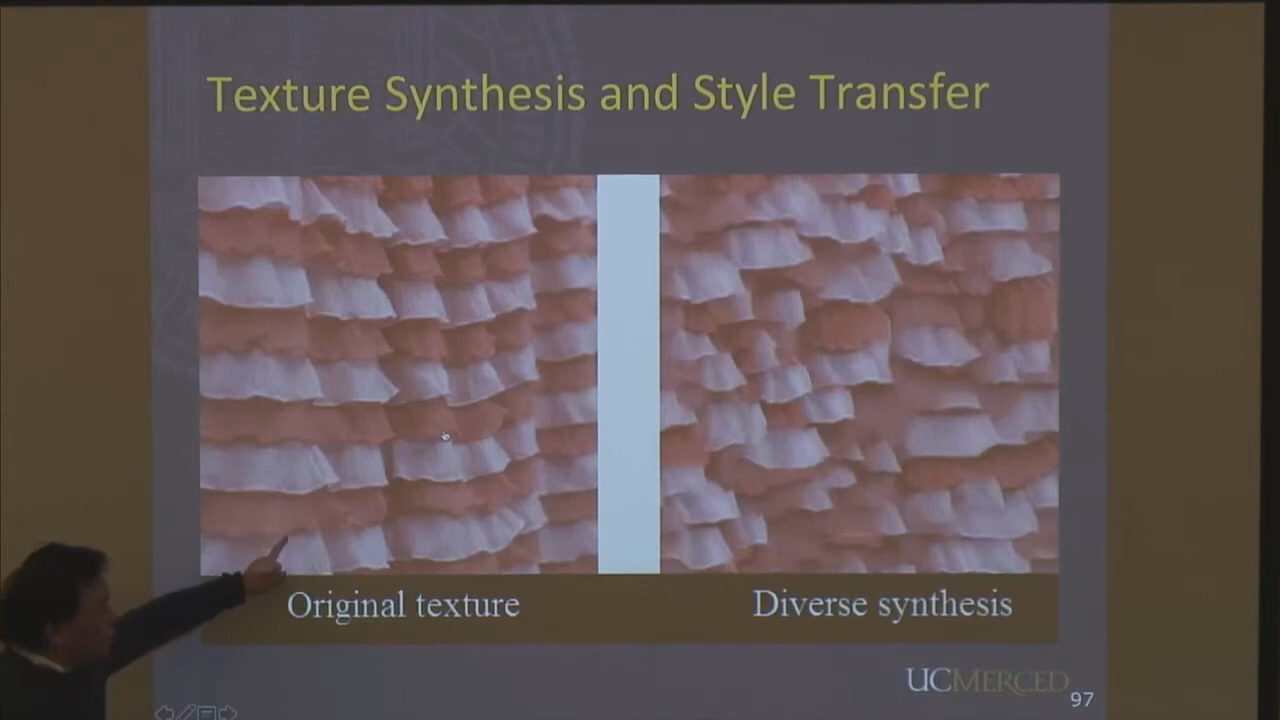 Texture Synthesis and Style Transfer
Original texture
Diverse synthesis
UCMERCED
97